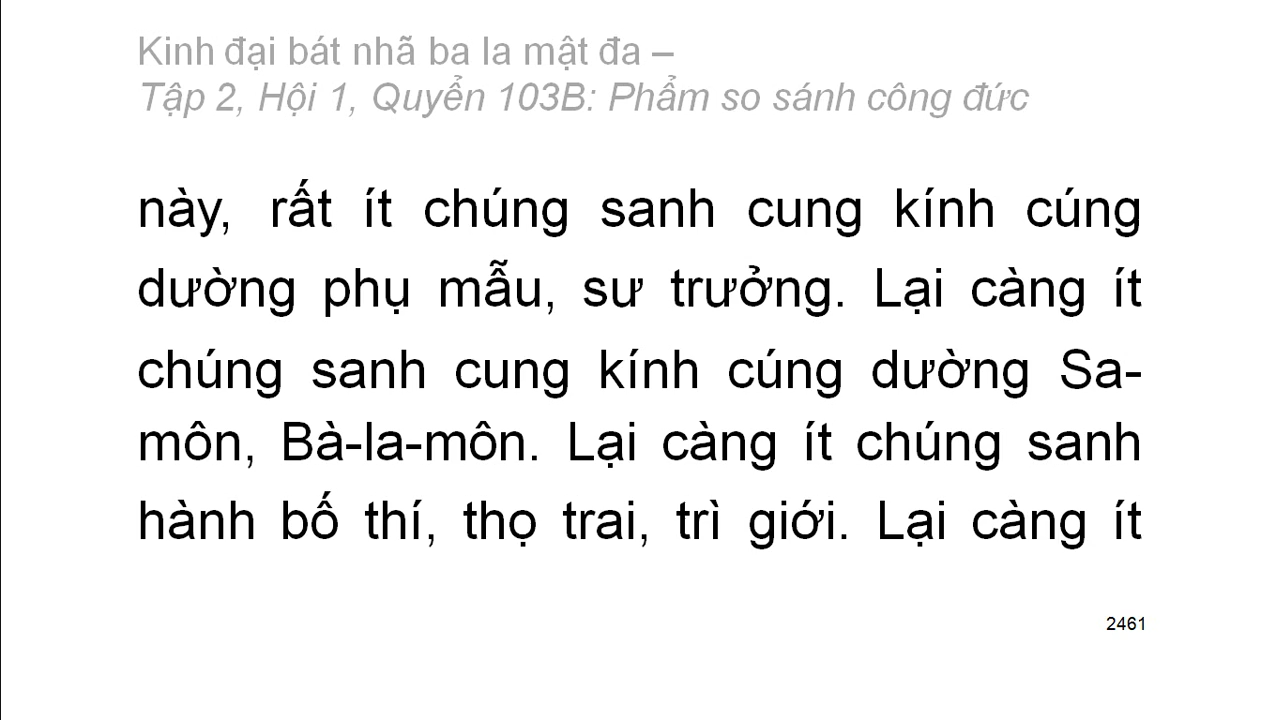 Kinh đại bát nhã ba la mật đa –
Tập 2, Hội 1, Quyển 103B: Phẩm so sánh công đức
này, rất ít chúng sanh cung kính cúng
dường phụ mẫu, sư trưởng. Lại càng ít
chúng sanh cung kính cúng dường Sa-
môn, Bà-la-môn. Lại càng ít chúng sanh
hành bố thí, thọ trai, trì giới. Lại càng ít
2461